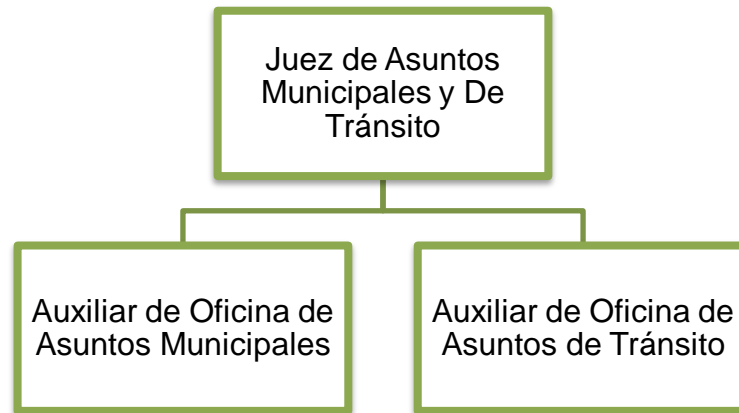 Juez de Asuntos
Municipales y De
Tránsito
Auxiliar de Oficina de
Asuntos Municipales
Auxiliar de Oficina de
Asuntos de Tránsito